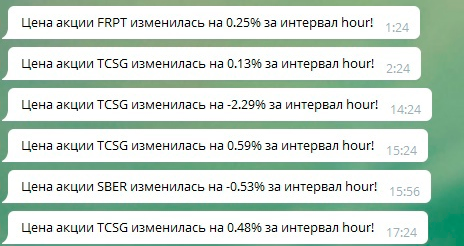 Цена акции FRPT изменилась на 0.25% за интервал hour! 1:24
Цена акции TCSG изменилась на 0.13% за интервал hour! 2:24
Цена акции TCSG изменилась на -2.29% за интервал hour! 14:24
Цена акции TCSG изменилась на 0.59% за интервал hour! 15:24
Цена акции SBER изменилась на -0.53% за интервал hour! 15:56
Цена акции TCSG изменилась на 0.48% за интервал hour! 17:24